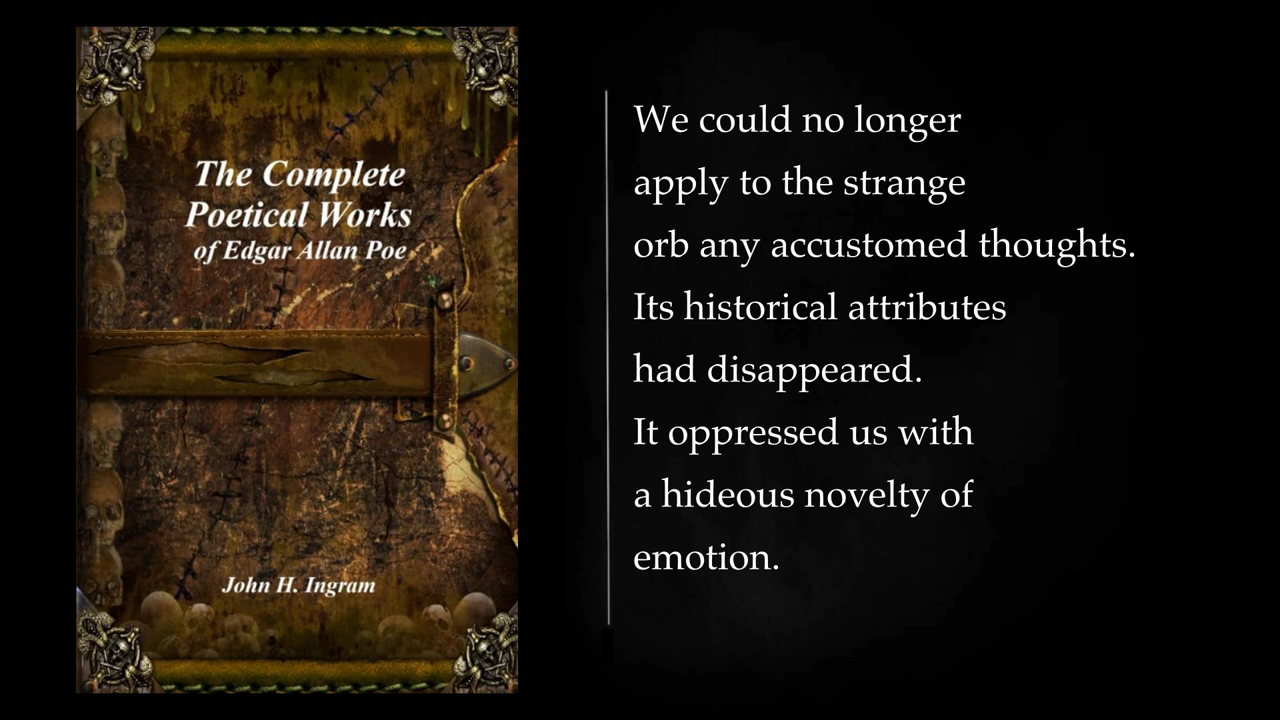 The Complete
Poetical Works
of Edgar Allan Poe
John H. Ingram
We could no longer
apply to the strange
orb any accustomed thoughts.
Its historical attributes
had disappeared.
It oppressed us with
a hideous novelty of
emotion.